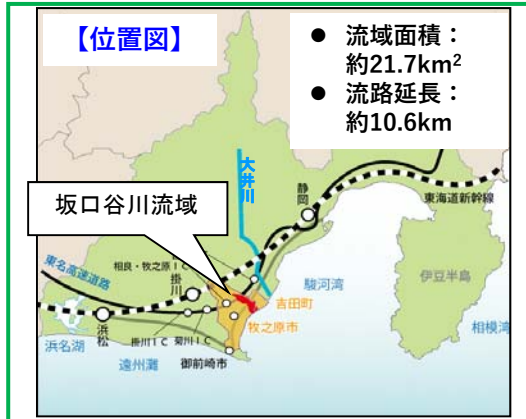 【位置図】
● 流域面積：
約21.7km²
● 流路延長：
約10.6km
大井川
静岡
東海道新幹線
坂口谷川流域
相良・牧之原IC
東名高速道路
掛川
駿河湾
吉田町
伊豆半島
牧之原市
浜松
掛川IC
菊川IC
御前崎市
浜名湖
遠州灘
相模湾